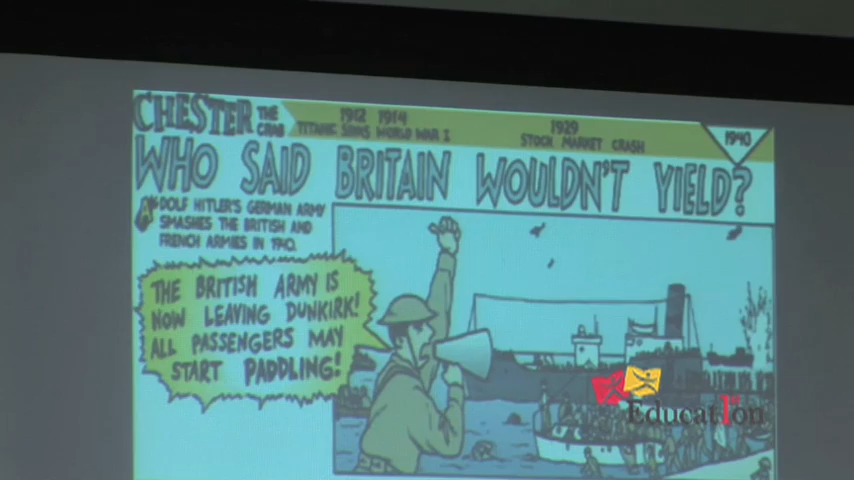 CHESTER THE CRAB
1912 1914
TITANIC SINKS WORLD WAR I
1929
STOCK MARKET CRASH
1940
WHO SAID BRITAIN WOULDN'T YIELD?
ADOLF HITLER'S GERMAN ARMY
SMASHES THE BRITISH AND
FRENCH ARMIES IN 1940.
THE BRITISH ARMY IS
NOW LEAVING DUNKIRK!
ALL PASSENGERS MAY
START PADDLING!
Educat1on